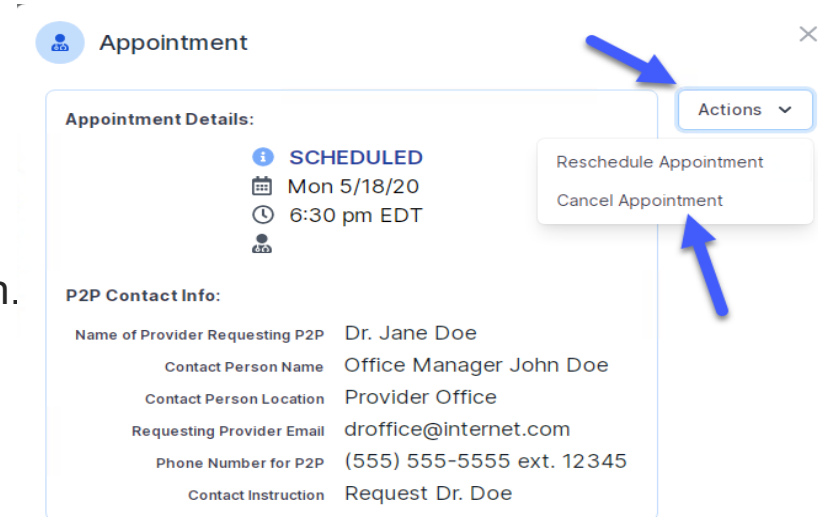 Appointment
Actions
Reschedule Appointment
Cancel Appointment
Appointment Details:
SCHEDULED
Mon 5/18/20
6:30 pm EDT
n.
P2P Contact Info:
Name of Provider Requesting P2P Dr. Jane Doe
Contact Person Name Office Manager John Doe
Contact Person Location Provider Office
Requesting Provider Email droffice@internet.com
Phone Number for P2P (555) 555-5555 ext. 12345
Contact Instruction Request Dr. Doe